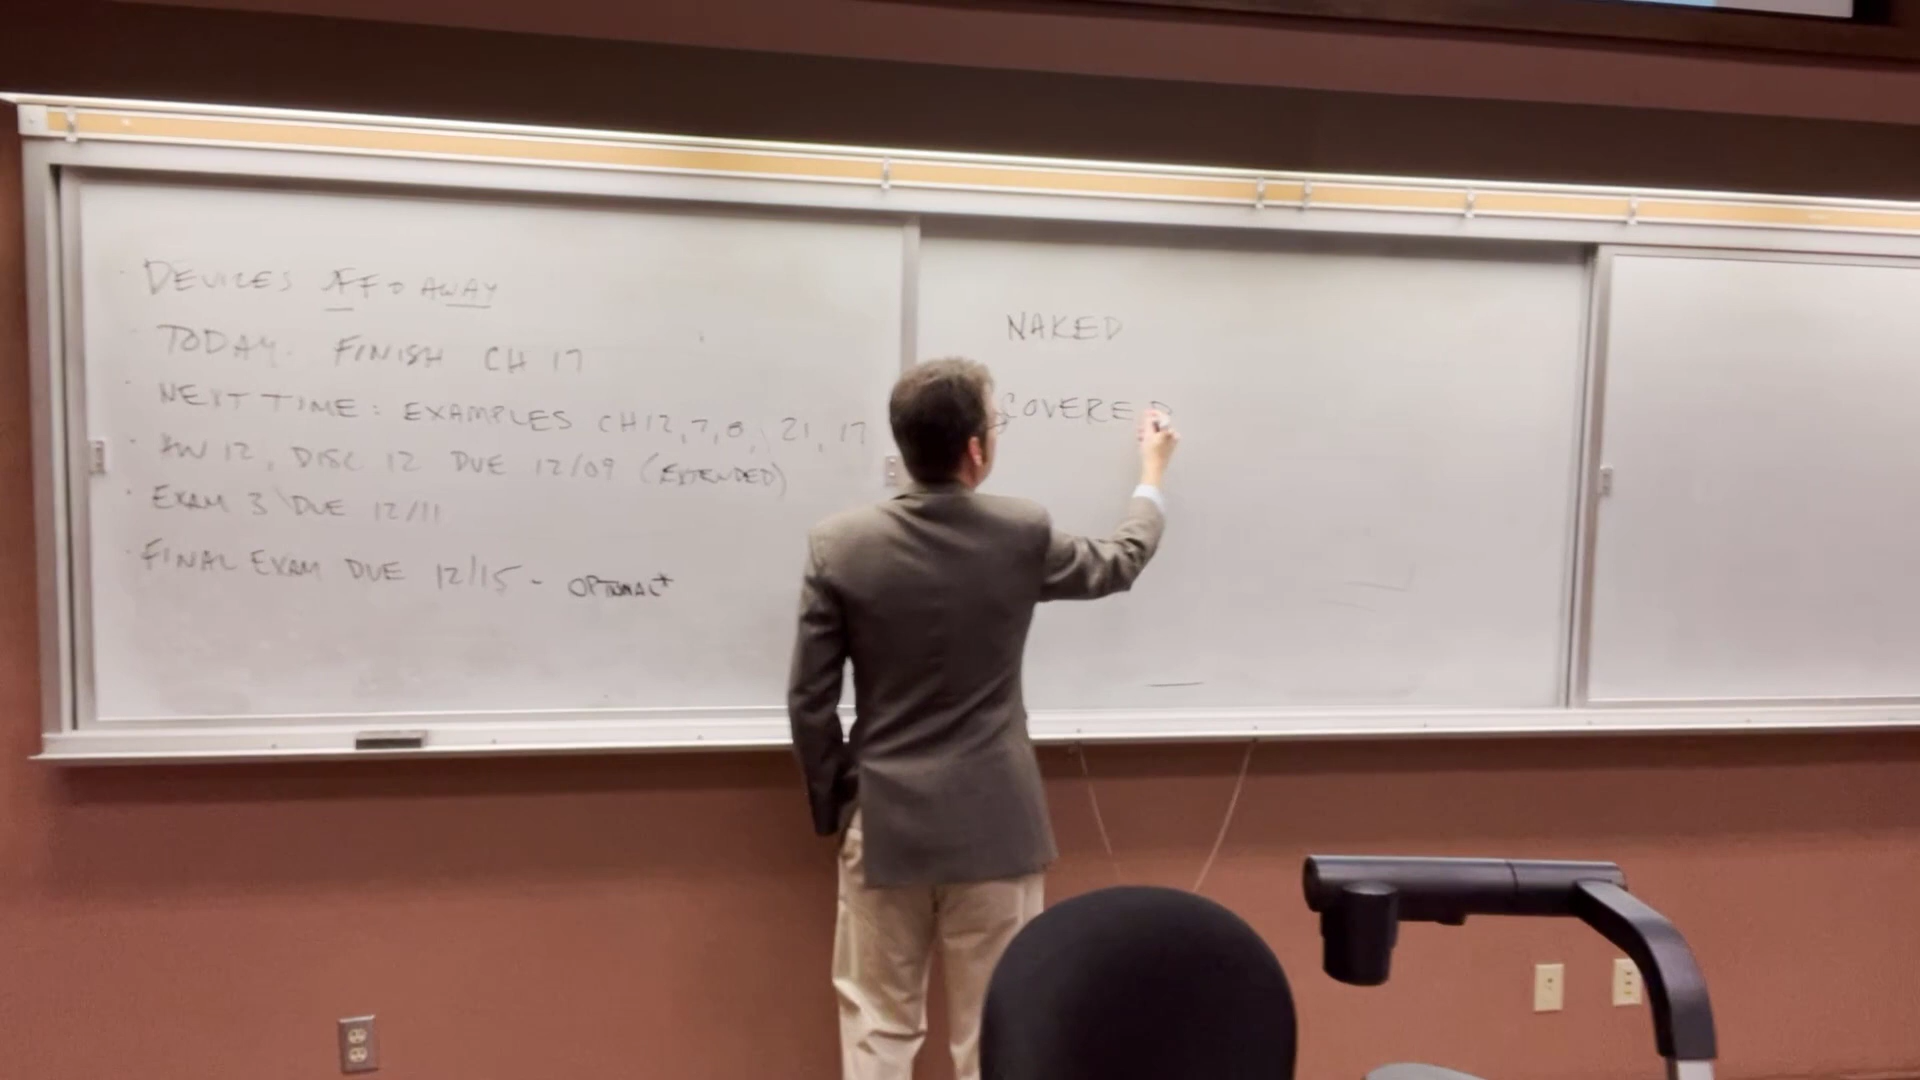 DEVICES OFF + AWAY
TODAY: FINISH CH 17
NEXT TIME: EXAMPLES CH 12, 7, 8, 21, 17
HW 12, DISC 12 DUE 12/09 (EXTENDED)
EXAM 3 DUE 12/11
FINAL EXAM DUE 12/15 - OPTIONAL+
NAKED
COVERED